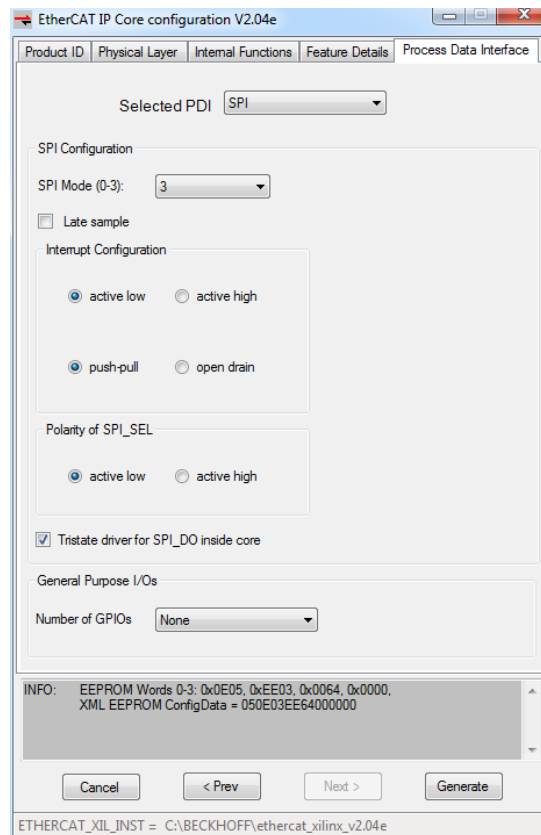 EtherCAT IP Core configuration V2.04e
Product ID Physical Layer Internal Functions Feature Details Process Data Interface
Selected PDI SPI
SPI Configuration
SPI Mode (0-3): 3
Late sample
Interrupt Configuration
active low active high
push-pull open drain
Polarity of SPI_SEL
active low active high
Tristate driver for SPI_DO inside core
General Purpose I/Os
Number of GPIOs None
INFO: EEPROM Words 0-3: 0x0E05, 0xEE03, 0x0064, 0x0000,
XML EEPROM ConfigData = 050E03EE64000000
Cancel < Prev Next > Generate
ETHERCAT_XIL_INST = C:\BECKHOFF\ethercat_xilinx_v2.04e